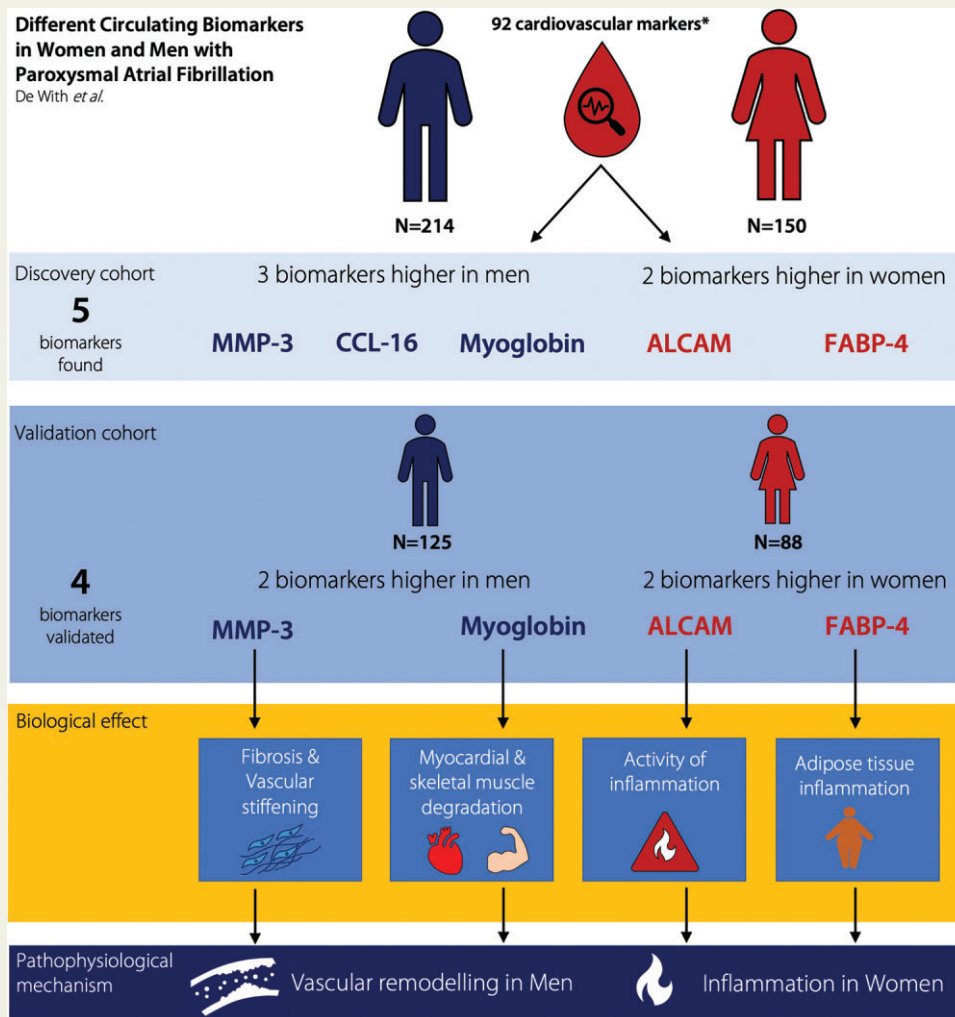 Different Circulating Biomarkers
in Women and Men with
Paroxysmal Atrial Fibrillation
De With et al.
92 cardiovascular markers*
N=214
N=150
Discovery cohort
5
biomarkers
found
3 biomarkers higher in men
2 biomarkers higher in women
MMP-3
CCL-16
Myoglobin
ALCAM
FABP-4
Validation cohort
N=125
N=88
4
biomarkers
validated
2 biomarkers higher in men
2 biomarkers higher in women
MMP-3
Myoglobin
ALCAM
FABP-4
Biological effect
Fibrosis &
Vascular
stiffening
Myocardial &
skeletal muscle
degradation
Activity of
inflammation
Adipose tissue
inflammation
Pathophysiological
mechanism
Vascular remodelling in Men
Inflammation in Women